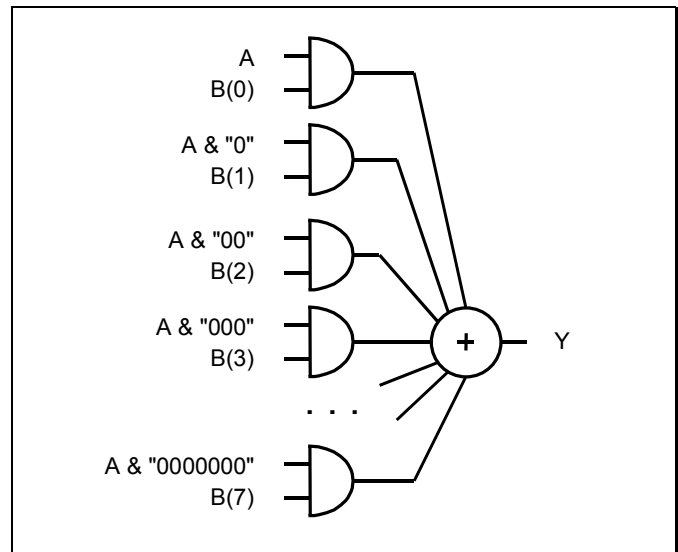 A
B(0)
A & "0"
B(1)
A & "00"
B(2)
A & "000"
B(3)
+ Y
. . .
A & "0000000"
B(7)